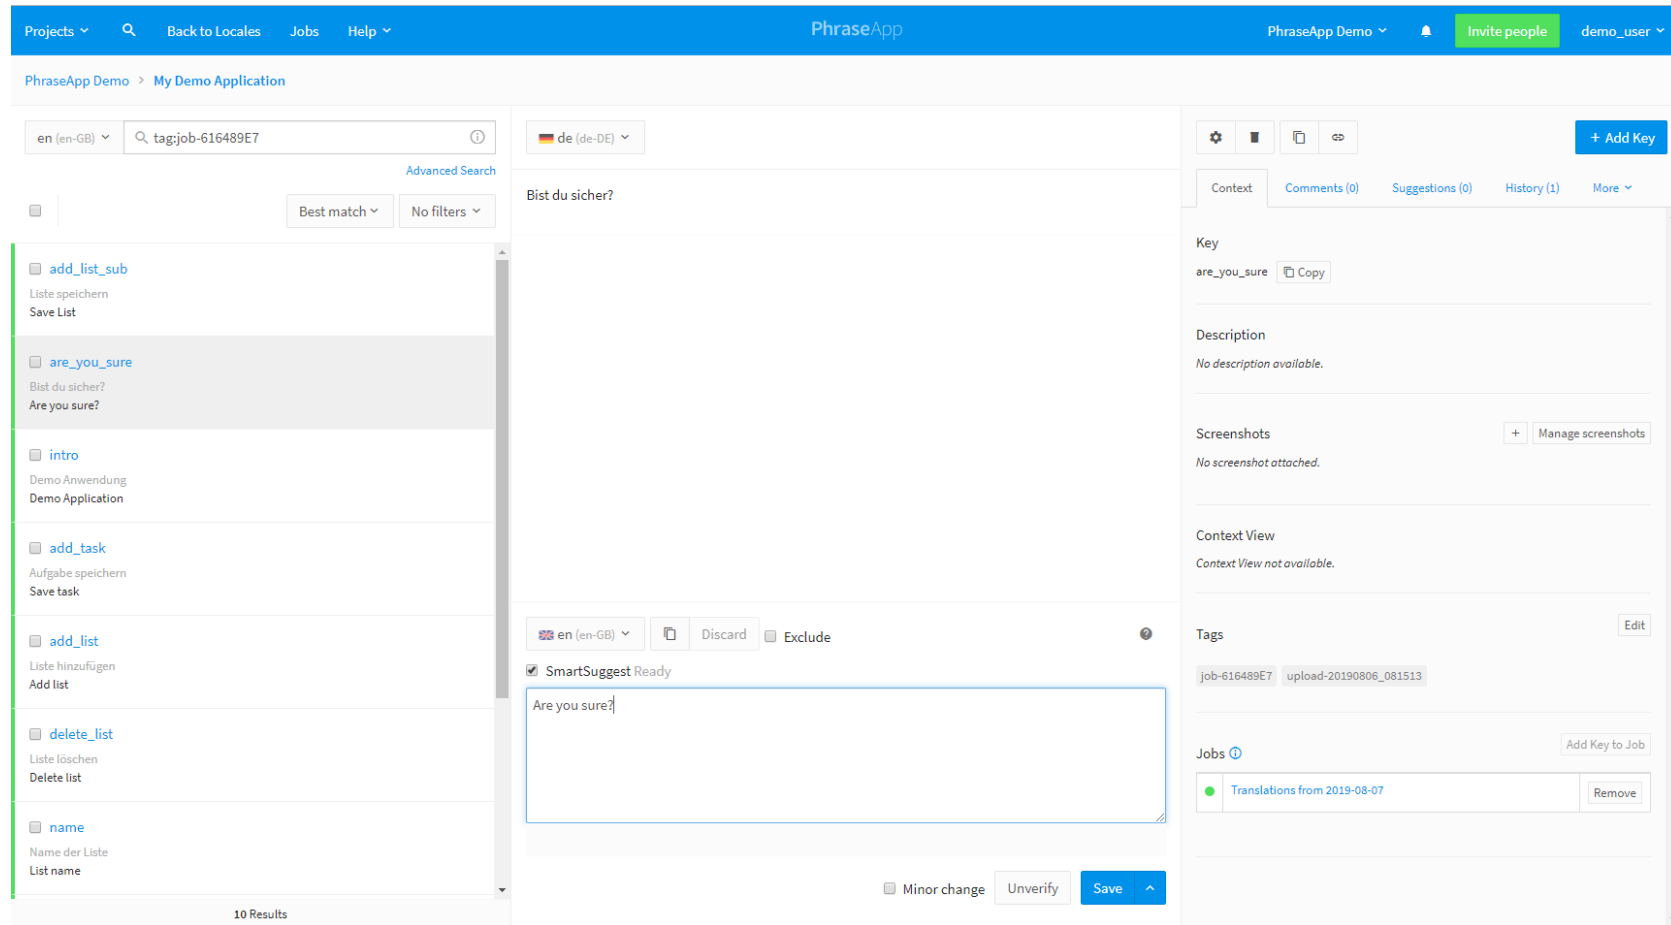 Projects
Back to Locales
Jobs
Help
PhraseApp
PhraseApp Demo
Invite people
demo_user
PhraseApp Demo > My Demo Application
en (en-GB)
tag:job-616489E7
Advanced Search
Best match
No filters
add_list_sub
Liste speichern
Save List
are_you_sure
Bist du sicher?
Are you sure?
intro
Demo Anwendung
Demo Application
add_task
Aufgabe speichern
Save task
add_list
Liste hinzufügen
Add list
delete_list
Liste löschen
Delete list
name
Name der Liste
List name
10 Results
de (de-DE)
Bist du sicher?
en (en-GB)
Discard
Exclude
SmartSuggest Ready
Are you sure?
Minor change
Unverify
Save
+ Add Key
Context
Comments (0)
Suggestions (0)
History (1)
More
Key
are_you_sure
Copy
Description
No description available.
Screenshots
+
Manage screenshots
No screenshot attached.
Context View
Context View not available.
Tags
Edit
job-616489E7
upload-20190806_081513
Jobs
Add Key to Job
Translations from 2019-08-07
Remove